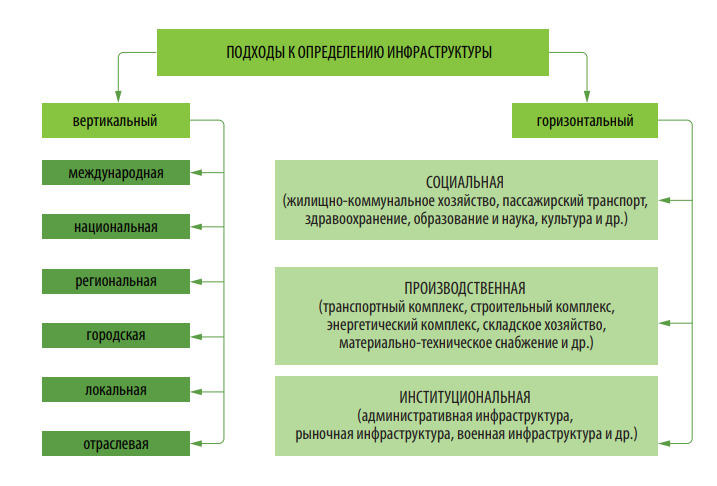 ПОДХОДЫ К ОПРЕДЕЛЕНИЮ ИНФРАСТРУКТУРЫ
вертикальный
международная
национальная
региональная
городская
локальная
отраслевая
горизонтальный
СОЦИАЛЬНАЯ
(жилищно-коммунальное хозяйство, пассажирский транспорт,
здравоохранение, образование и наука, культура и др.)
ПРОИЗВОДСТВЕННАЯ
(транспортный комплекс, строительный комплекс,
энергетический комплекс, складское хозяйство,
материально-техническое снабжение и др.)
ИНСТИТУЦИОНАЛЬНАЯ
(административная инфраструктура,
рыночная инфраструктура, военная инфраструктура и др.)